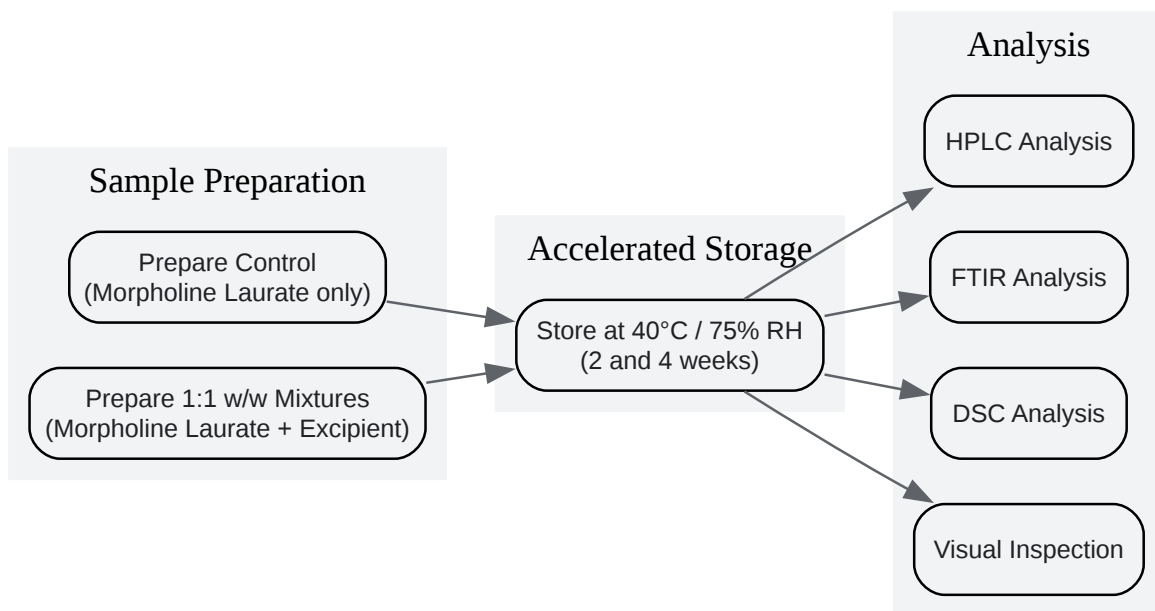 Sample Preparation
Prepare Control
(Morpholine Laurate only)
Prepare 1:1 w/w Mixtures
(Morpholine Laurate + Excipient)
Accelerated Storage
Store at 40°C / 75% RH
(2 and 4 weeks)
Analysis
HPLC Analysis
FTIR Analysis
DSC Analysis
Visual Inspection